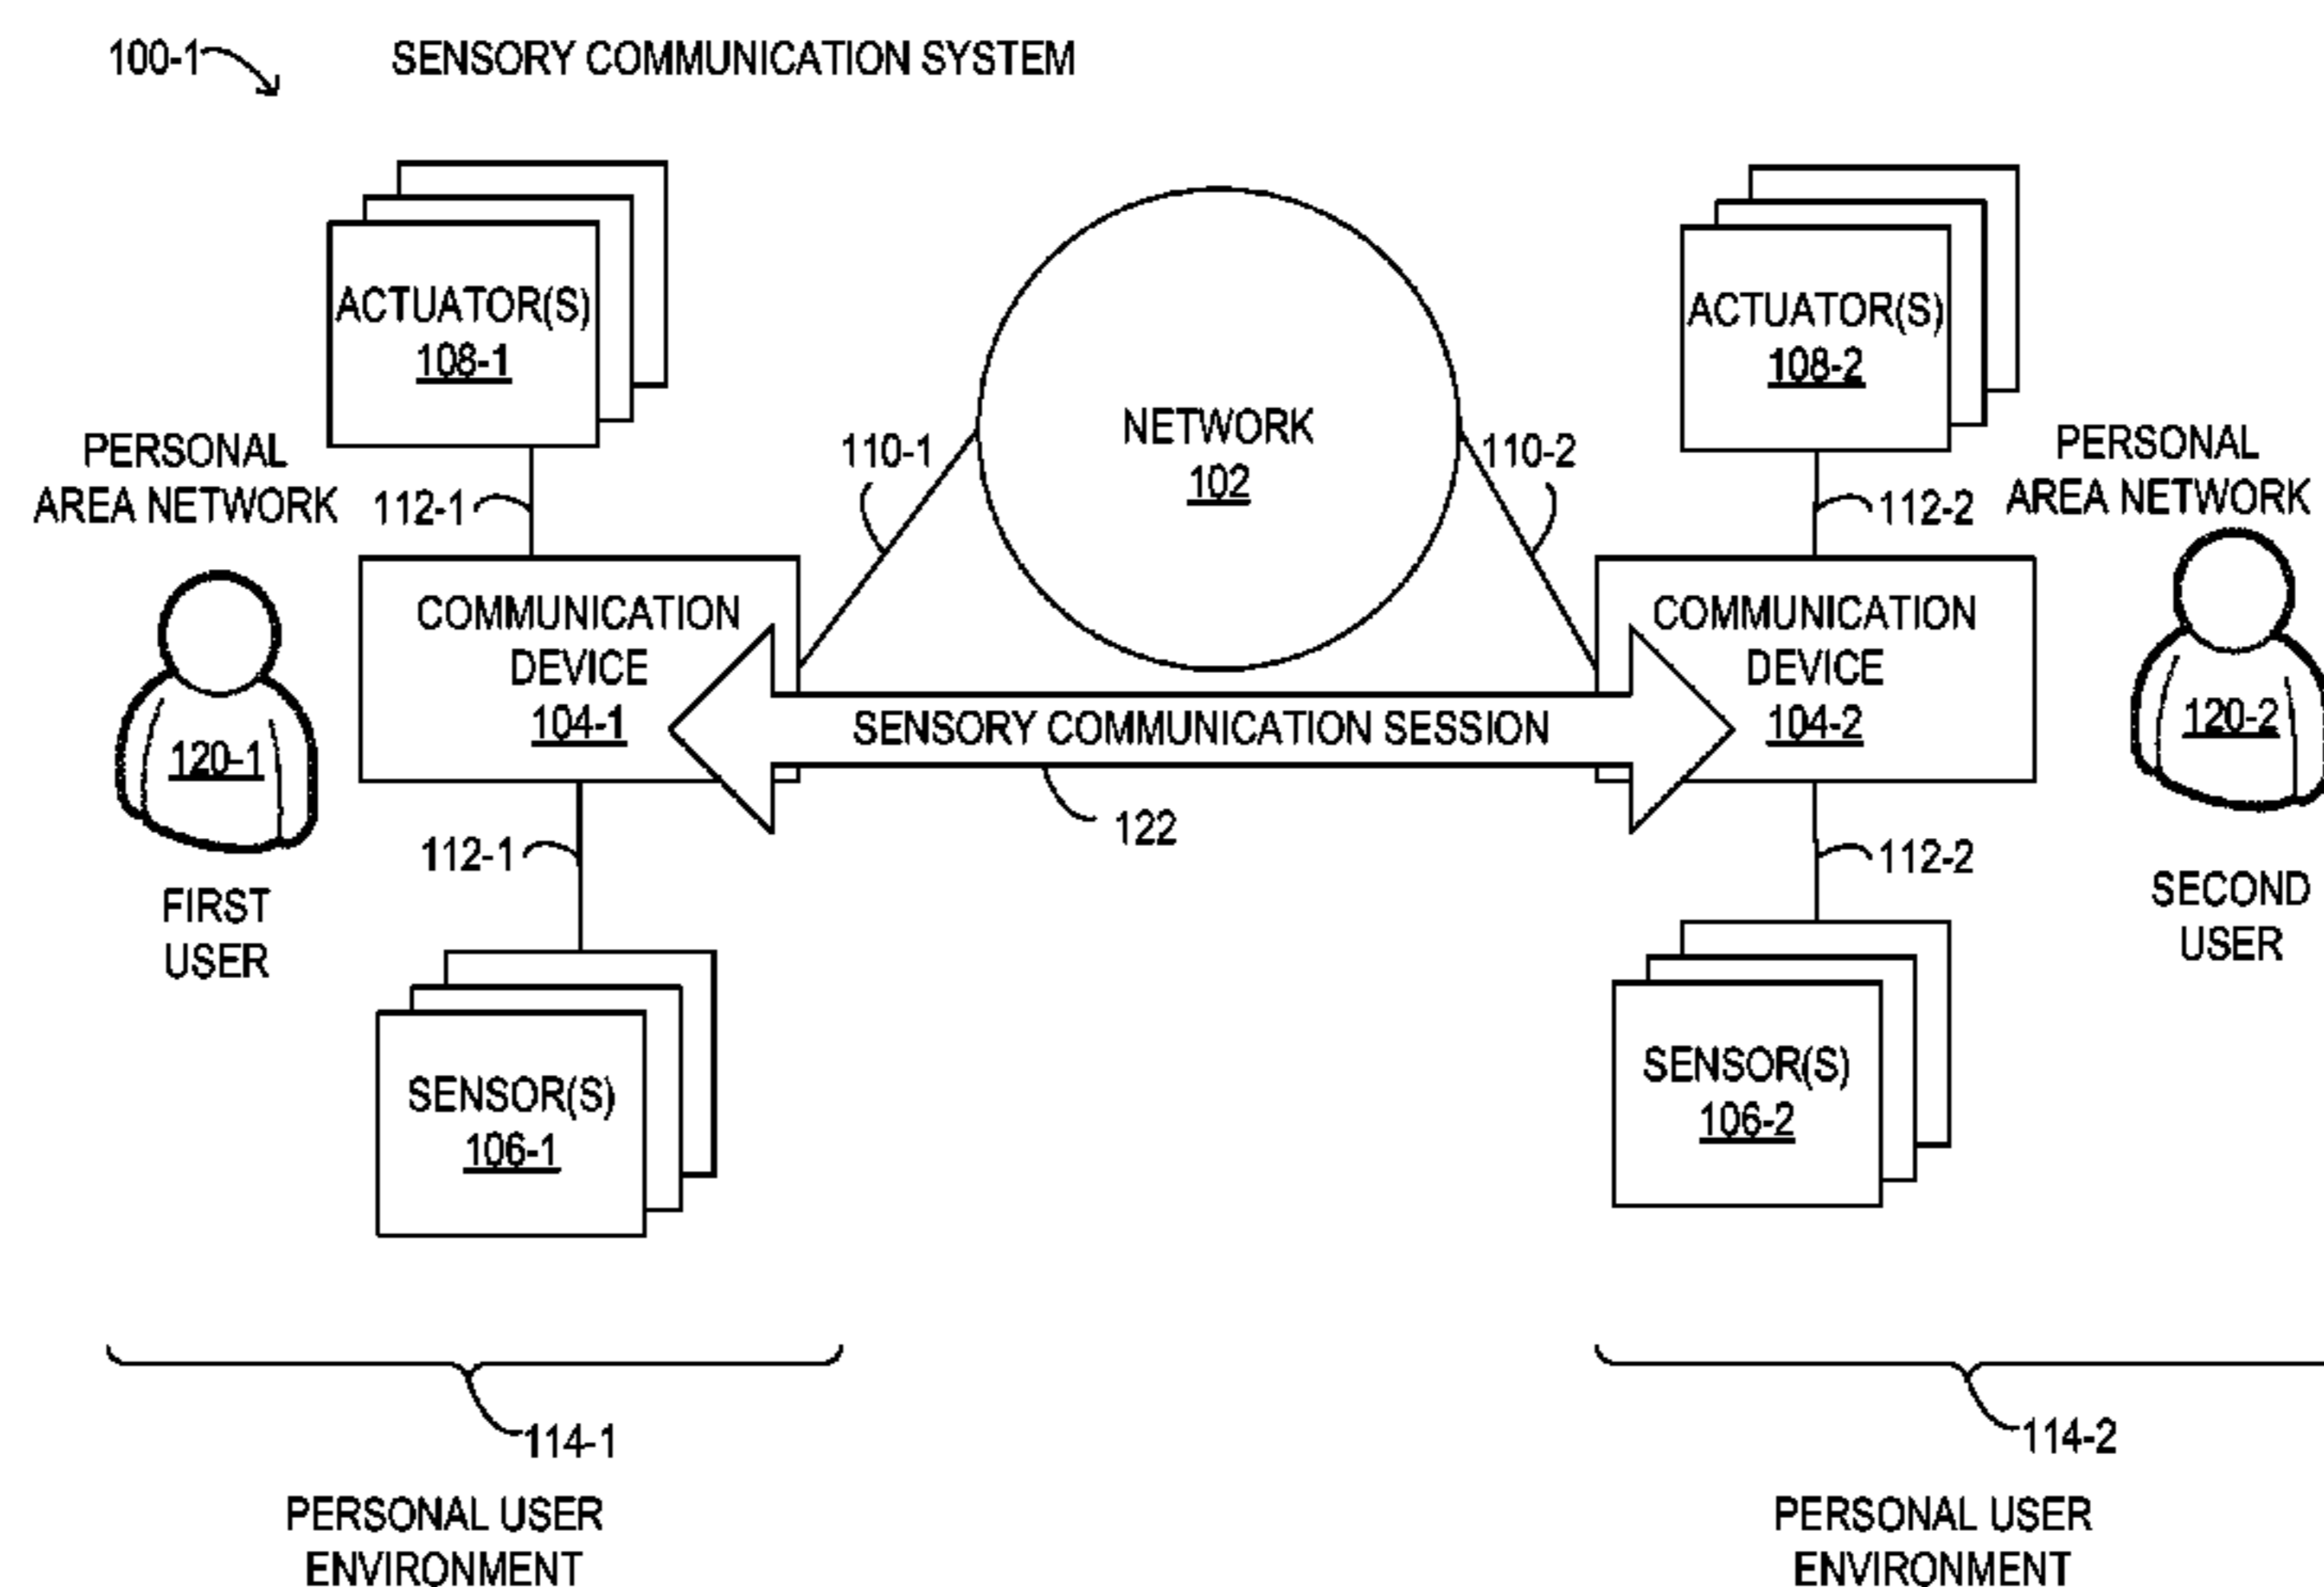 100-1
SENSORY COMMUNICATION SYSTEM
ACTUATOR(S)
108-1
PERSONAL
AREA NETWORK
112-1
110-1
NETWORK
102
110-2
ACTUATOR(S)
108-2
112-2
PERSONAL
AREA NETWORK
120-1
FIRST
USER
COMMUNICATION
DEVICE
104-1
SENSORY COMMUNICATION SESSION
122
COMMUNICATION
DEVICE
104-2
120-2
SECOND
USER
112-1
112-2
SENSOR(S)
106-1
SENSOR(S)
106-2
114-1
PERSONAL USER
ENVIRONMENT
114-2
PERSONAL USER
ENVIRONMENT